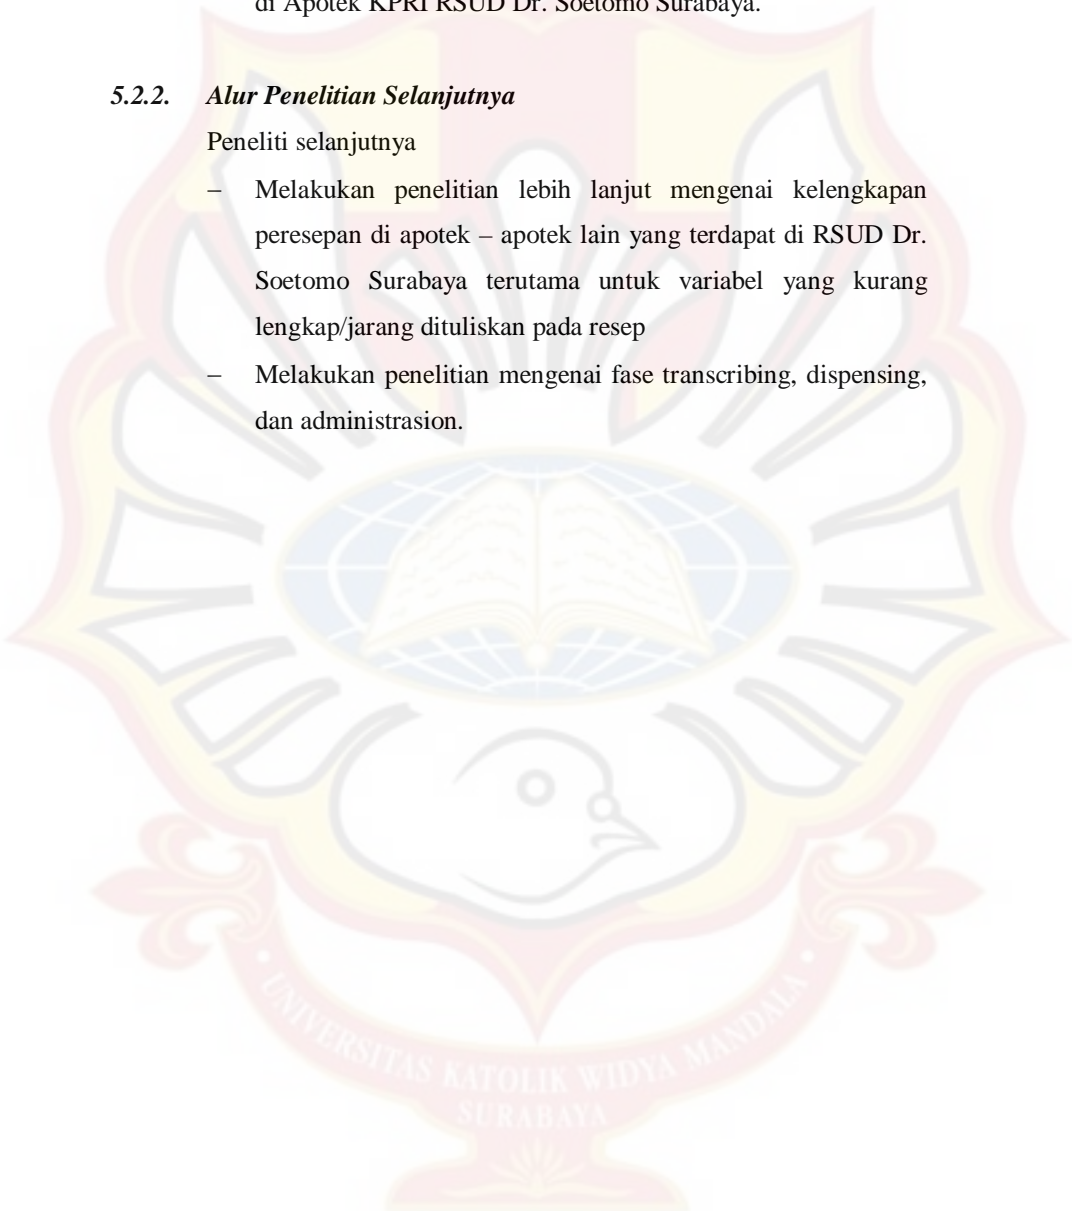 di Apotek KPRI RSUD Dr. Soetomo Surabaya.
5.2.2. Alur Penelitian Selanjutnya
Peneliti selanjutnya
– Melakukan penelitian lebih lanjut mengenai kelengkapan
peresepan di apotek – apotek lain yang terdapat di RSUD Dr.
Soetomo Surabaya terutama untuk variabel yang kurang
lengkap/jarang dituliskan pada resep
– Melakukan penelitian mengenai fase transcribing, dispensing,
dan administrasion.
• UNIVERSITAS KATOLIK WIDYA MANDALA •
SURABAYA